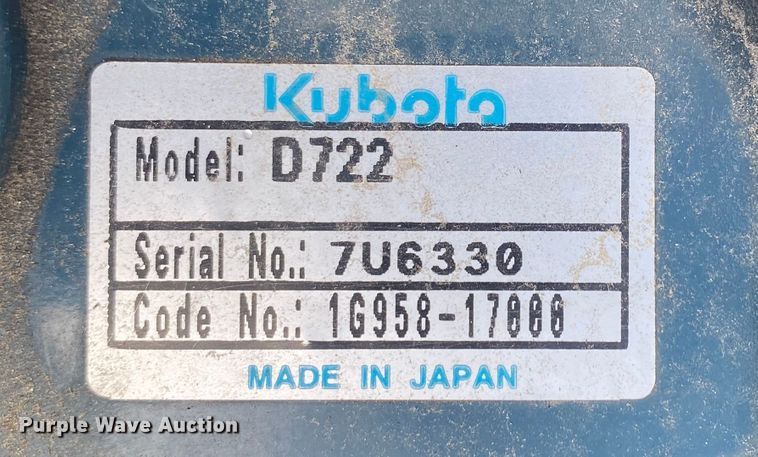 Kubota
Model: D722
Serial No.: 7U6330
Code No.: 1G958-17000
MADE IN JAPAN
Purple Wave Auction